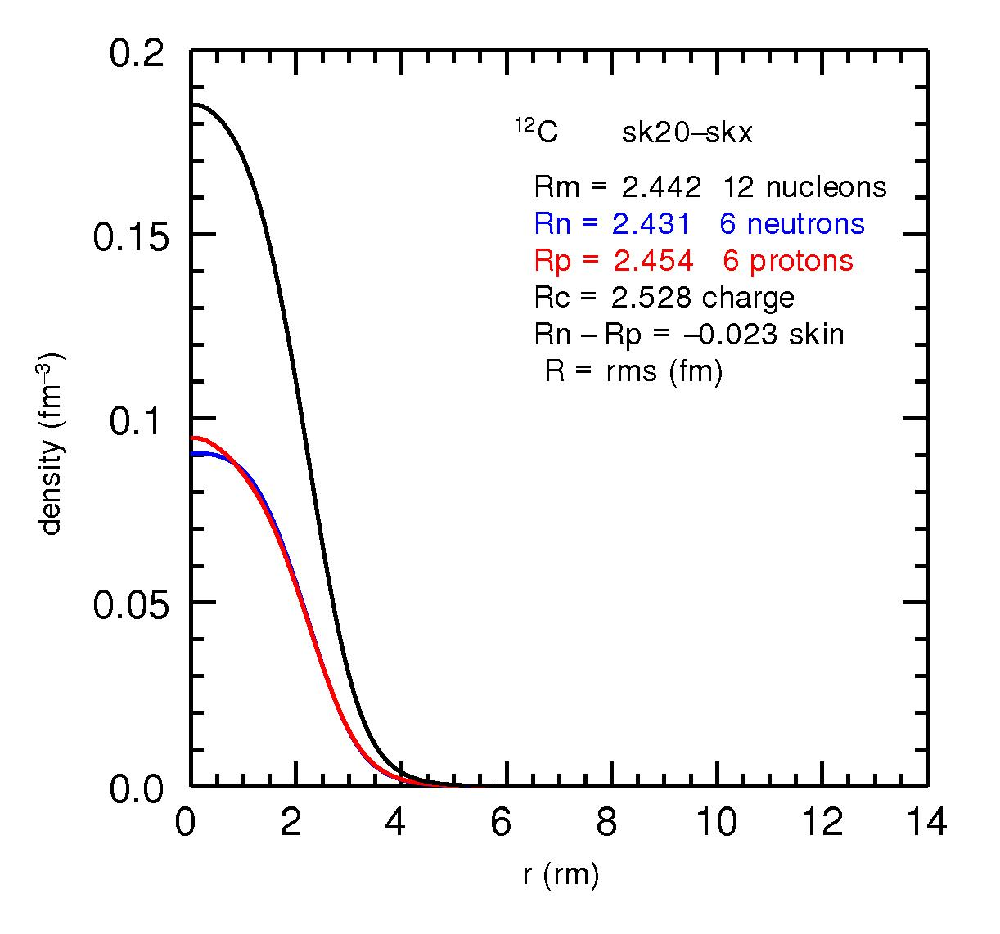 0.2
0.15
0.1
0.05
0.0
density (fm⁻³)
¹²C sk20–skx
Rm = 2.442 12 nucleons
Rn = 2.431 6 neutrons
Rp = 2.454 6 protons
Rc = 2.528 charge
Rn – Rp = –0.023 skin
R = rms (fm)
0 2 4 6 8 10 12 14
r (rm)